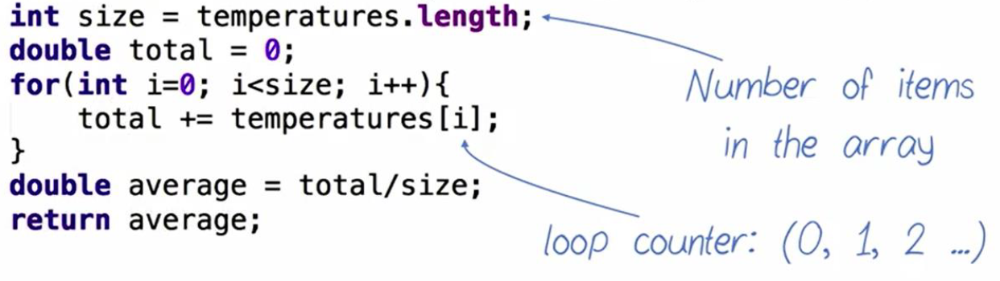 int size = temperatures.length;
double total = 0;
for(int i=0; i<size; i++){
    total += temperatures[i];
}
double average = total/size;
return average;
Number of items
in the array
loop counter: (0, 1, 2 ...)